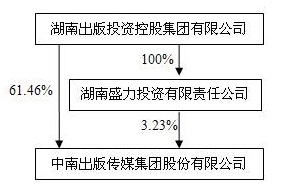 湖南出版投资控股集团有限公司
100%
61.46%
湖南盛力投资有限责任公司
3.23%
中南出版传媒集团股份有限公司